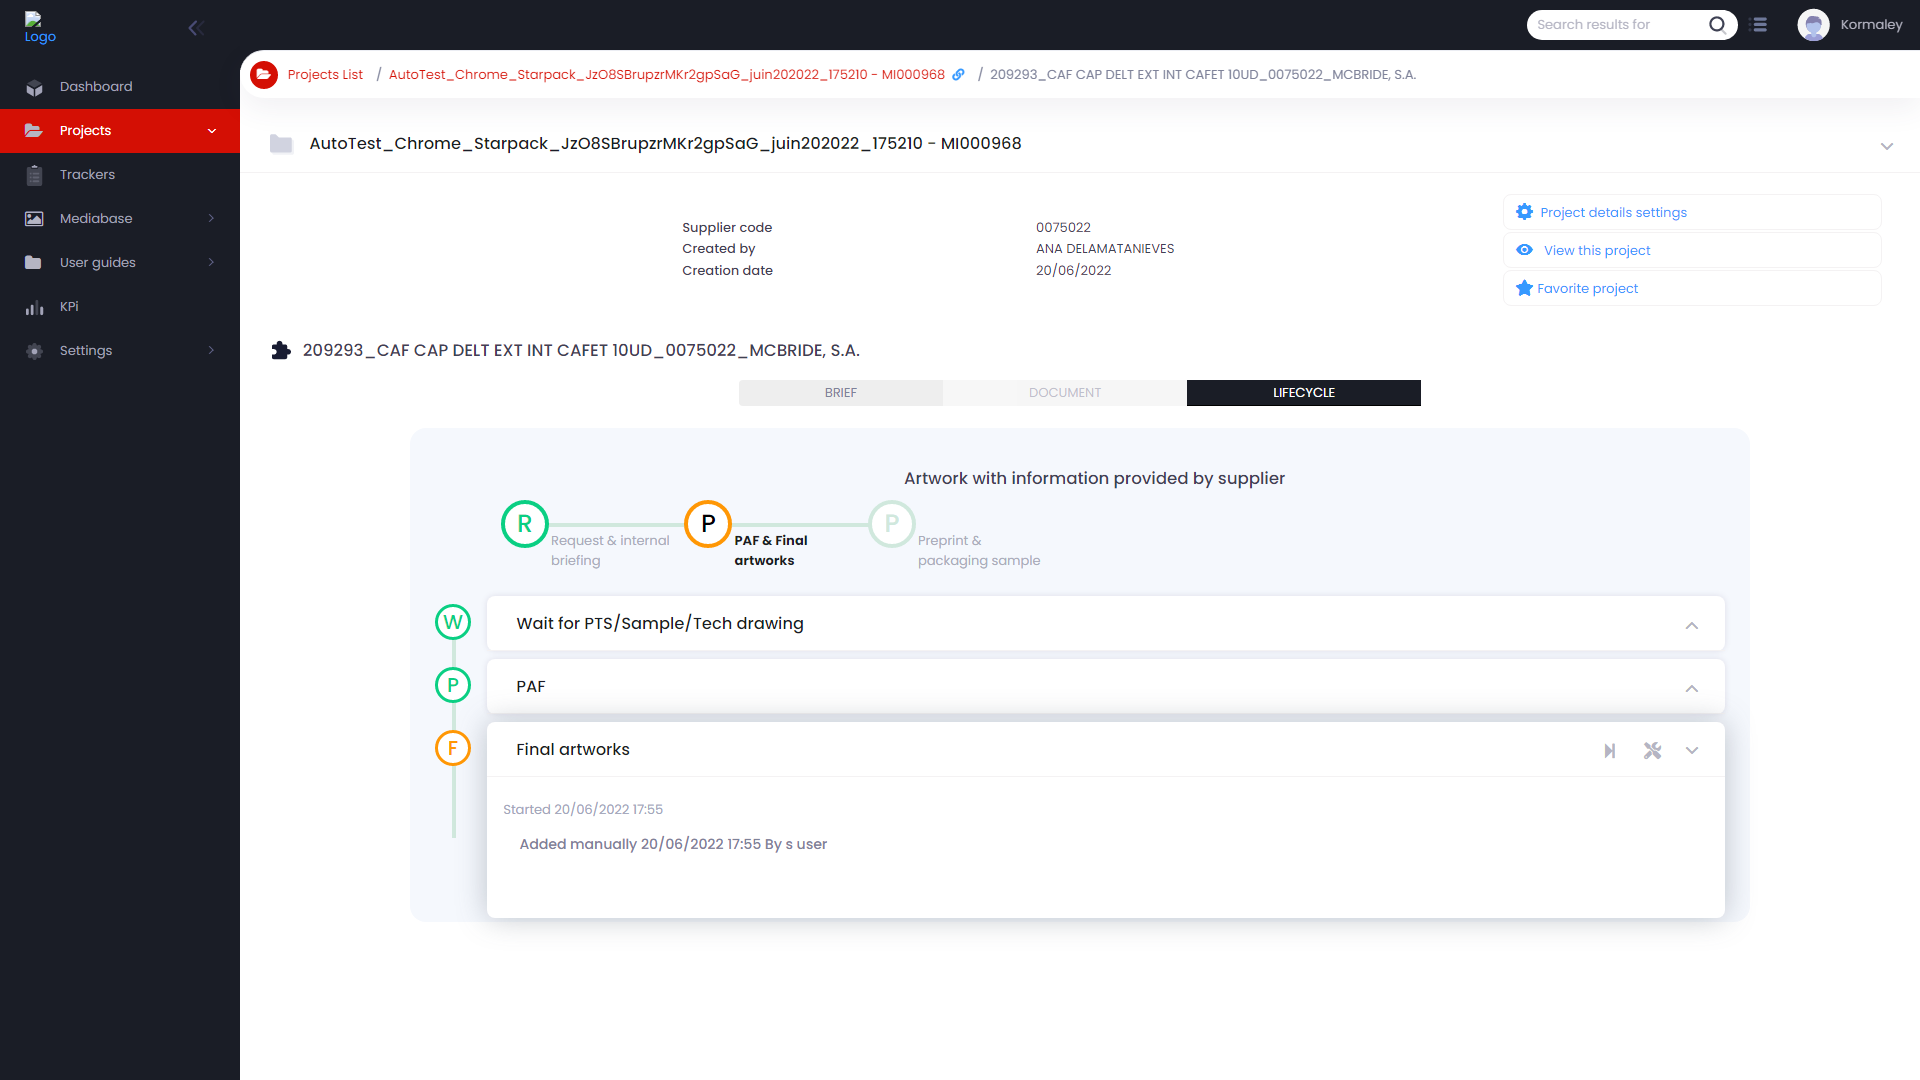 Logo
Search results for
Kormaley
Dashboard
Projects
Trackers
Mediabase
User guides
KPi
Settings
Projects List / AutoTest_Chrome_Starpack_JzO8SBrupzrMKr2gpSaG_juin202022_175210 - MI000968 / 209293_CAF CAP DELT EXT INT CAFET 10UD_0075022_MCBRIDE, S.A.
AutoTest_Chrome_Starpack_JzO8SBrupzrMKr2gpSaG_juin202022_175210 - MI000968
Supplier code 0075022
Created by ANA DELAMATANIEVES
Creation date 20/06/2022
Project details settings
View this project
Favorite project
209293_CAF CAP DELT EXT INT CAFET 10UD_0075022_MCBRIDE, S.A.
BRIEF DOCUMENT LIFECYCLE
Artwork with information provided by supplier
R
Request & internal
briefing
P
PAF & Final
artworks
P
Preprint &
packaging sample
W Wait for PTS/Sample/Tech drawing
P PAF
F Final artworks
Started 20/06/2022 17:55
Added manually 20/06/2022 17:55 By s user